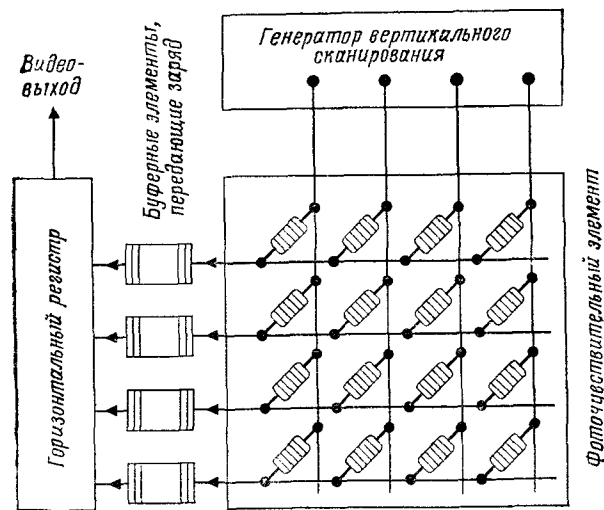 Генератор вертикального
сканирования
Видео-
выход
Буферные элементы,
передающие заряд
Горизонтальный регистр
Фоточувствительный элемент